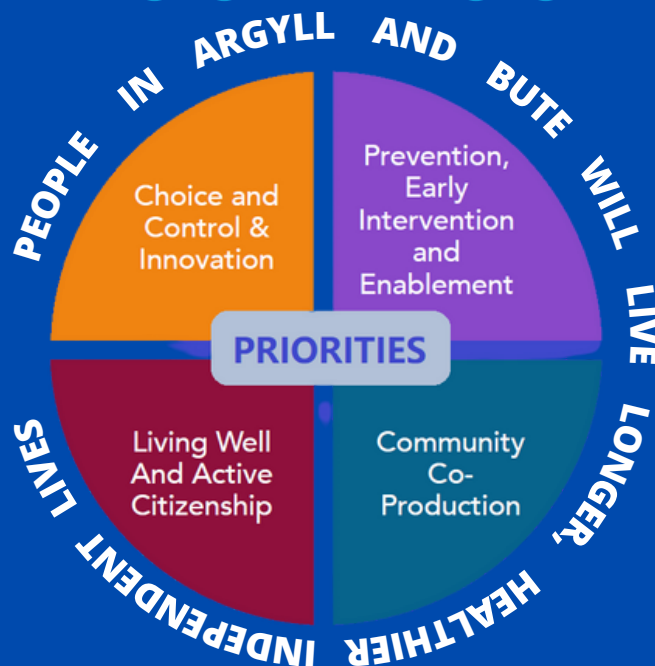 PEOPLE IN ARGYLL AND BUTE WILL LIVE LONGER, HEALTHIER INDEPENDENT LIVES
Choice and
Control &
Innovation
Prevention,
Early
Intervention
and
Enablement
PRIORITIES
Living Well
And Active
Citizenship
Community
Co-
Production